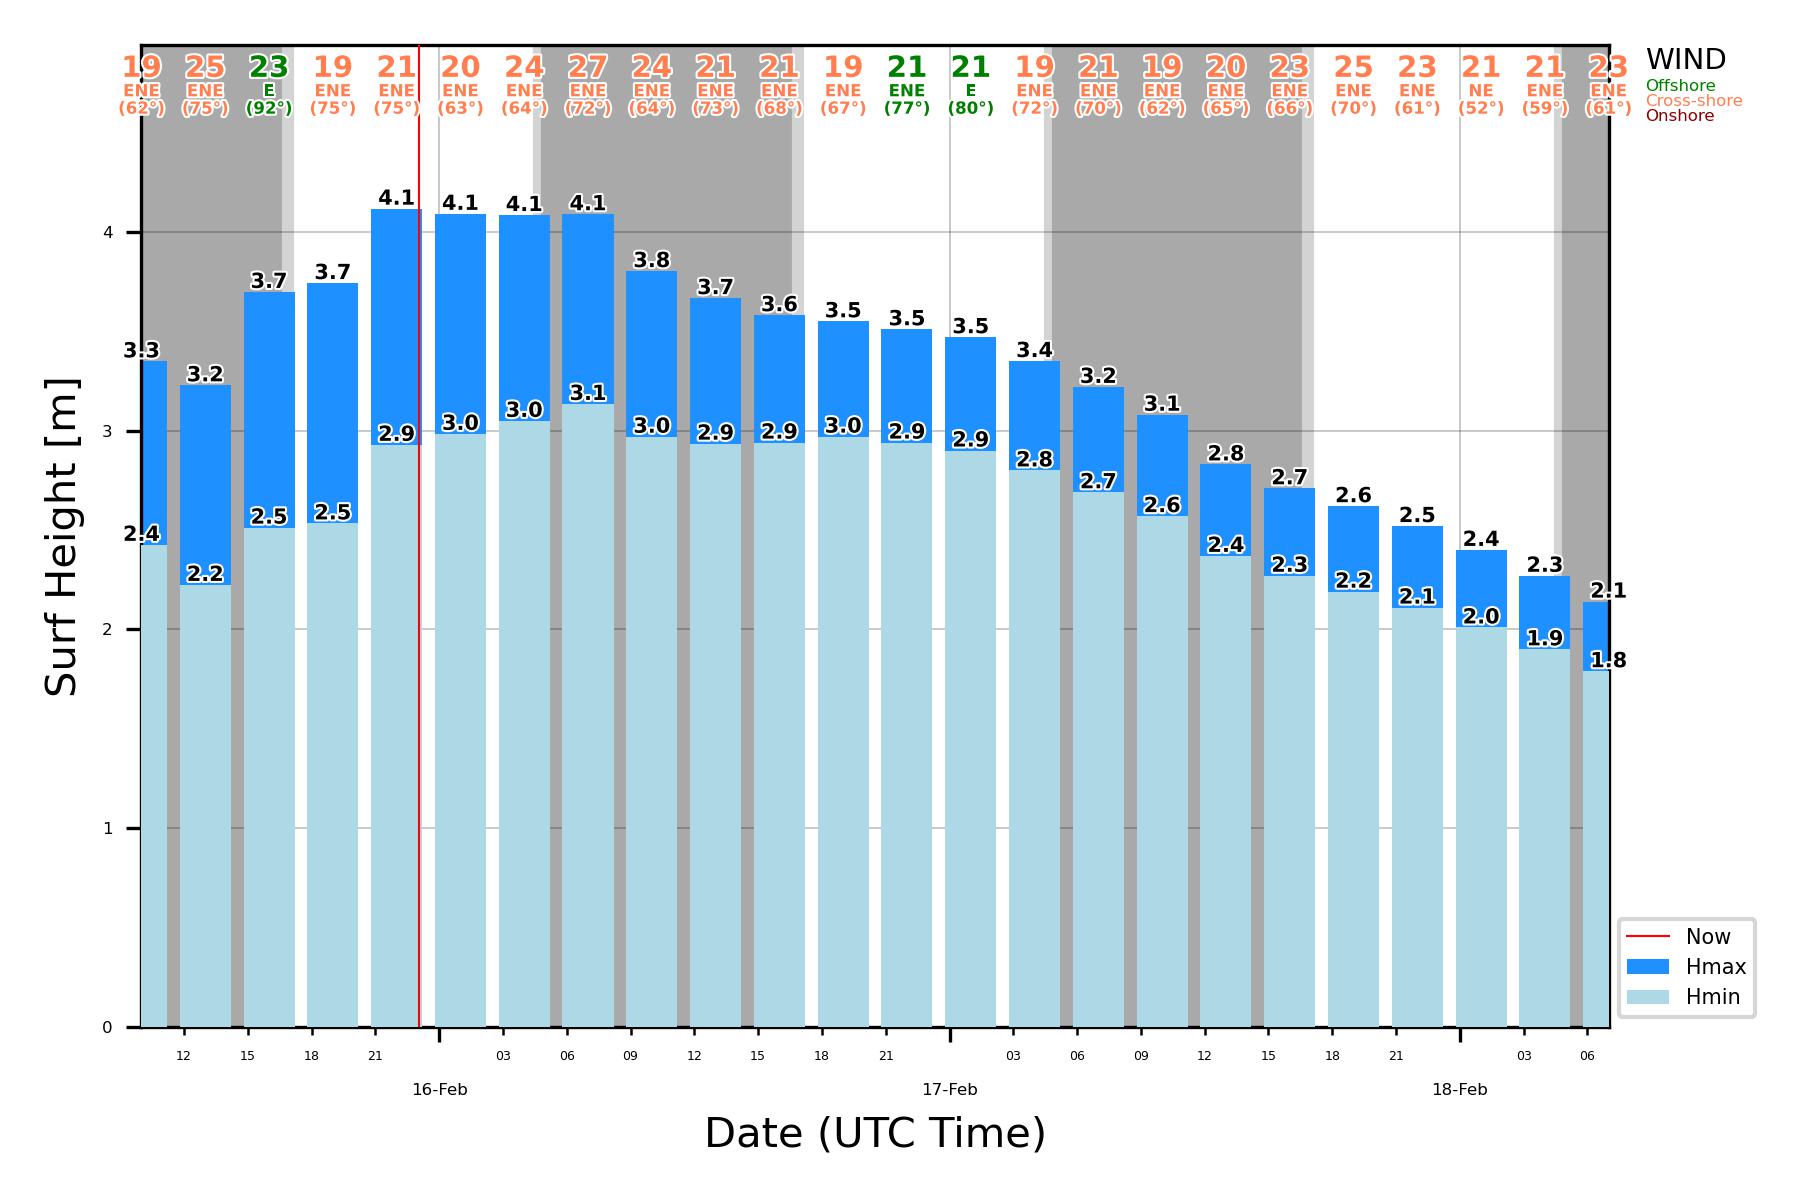 19 25 23 19 21 20 24 27 24 21 21 19 21 21 19 21 19 20 23 25 23 21 21 23
ENE ENE E ENE ENE ENE ENE ENE ENE ENE ENE ENE ENE E ENE ENE ENE ENE ENE ENE ENE NE ENE ENE
(62°) (75°) (92°) (75°) (75°) (63°) (64°) (72°) (64°) (73°) (68°) (67°) (77°) (80°) (72°) (70°) (62°) (65°) (66°) (70°) (61°) (52°) (59°) (61°)
WIND
Offshore
Cross-shore
Onshore
3.3 3.2 3.7 3.7 4.1 4.1 4.1 4.1 3.8 3.7 3.6 3.5 3.5 3.5 3.4 3.2 3.1 2.8 2.7 2.6 2.5 2.4 2.3 2.1
2.4 2.2 2.5 2.5 2.9 3.0 3.0 3.1 3.0 2.9 2.9 3.0 2.9 2.9 2.8 2.7 2.6 2.4 2.3 2.2 2.1 2.0 1.9 1.8
4
3
2
1
0
Surf Height [m]
Now
Hmax
Hmin
12 15 18 21 03 06 09 12 15 18 21 03 06 09 12 15 18 21 03 06
16-Feb 17-Feb 18-Feb
Date (UTC Time)